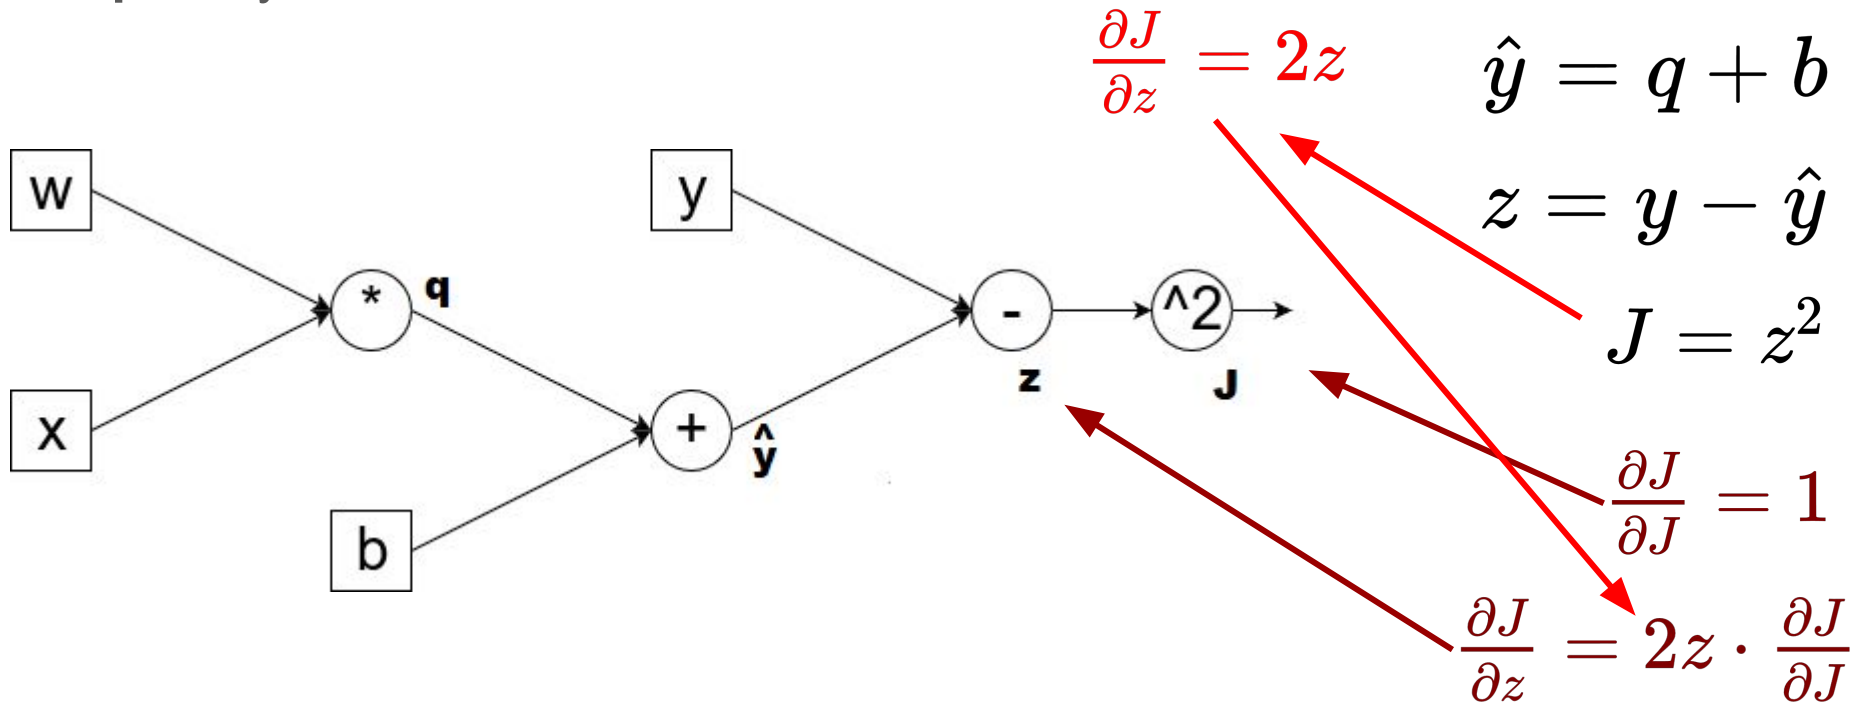 ∂J/∂z = 2z
ŷ = q + b
w
y
z = y − ŷ
*
q
-
^2
J = z²
z
J
x
+
ŷ
∂J/∂J = 1
b
∂J/∂z = 2z · ∂J/∂J